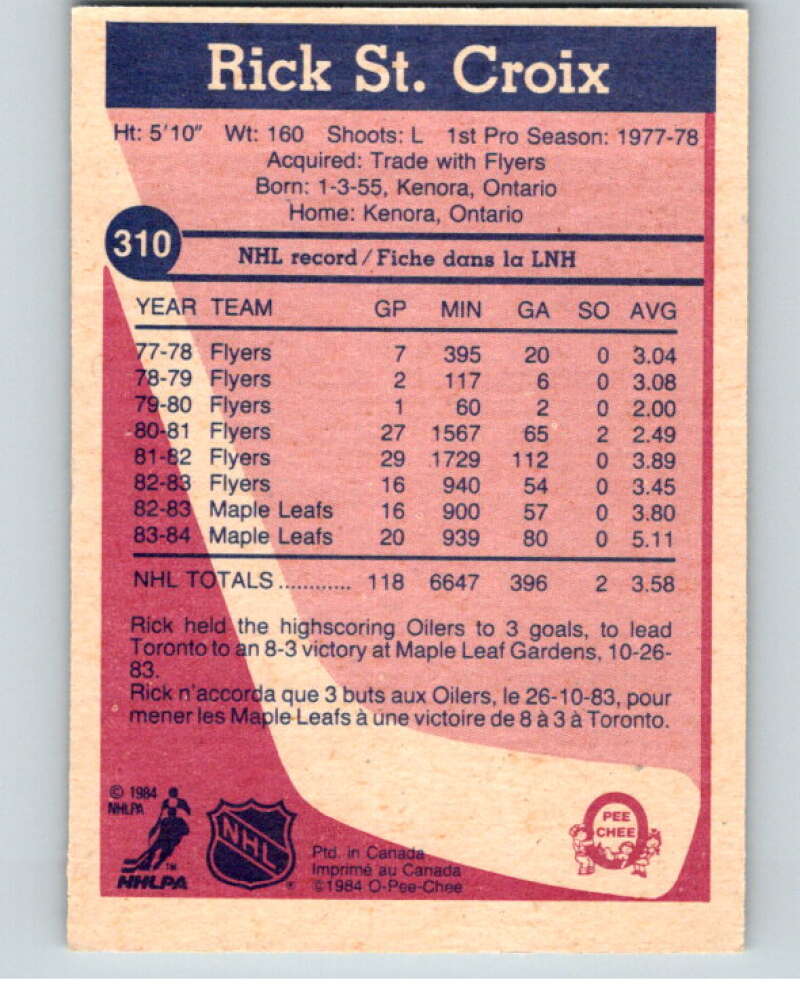 Rick St. Croix
Ht: 5'10" Wt: 160 Shoots: L 1st Pro Season: 1977-78
Acquired: Trade with Flyers
Born: 1-3-55, Kenora, Ontario
Home: Kenora, Ontario
310
NHL record / Fiche dans la LNH
YEAR TEAM GP MIN GA SO AVG
77-78 Flyers 7 395 20 0 3.04
78-79 Flyers 2 117 6 0 3.08
79-80 Flyers 1 60 2 0 2.00
80-81 Flyers 27 1567 65 2 2.49
81-82 Flyers 29 1729 112 0 3.89
82-83 Flyers 16 940 54 0 3.45
82-83 Maple Leafs 16 900 57 0 3.80
83-84 Maple Leafs 20 939 80 0 5.11
NHL TOTALS ............ 118 6647 396 2 3.58
Rick held the highscoring Oilers to 3 goals, to lead
Toronto to an 8-3 victory at Maple Leaf Gardens, 10-26-
83.
Rick n'accorda que 3 buts aux Oilers, le 26-10-83, pour
mener les Maple Leafs à une victoire de 8 à 3 à Toronto.
© 1984
NHLPA
NHLPA
TM
NHL
®
Ptd. in Canada
Imprimé au Canada
©1984 O-Pee-Chee
PEE
CHEE